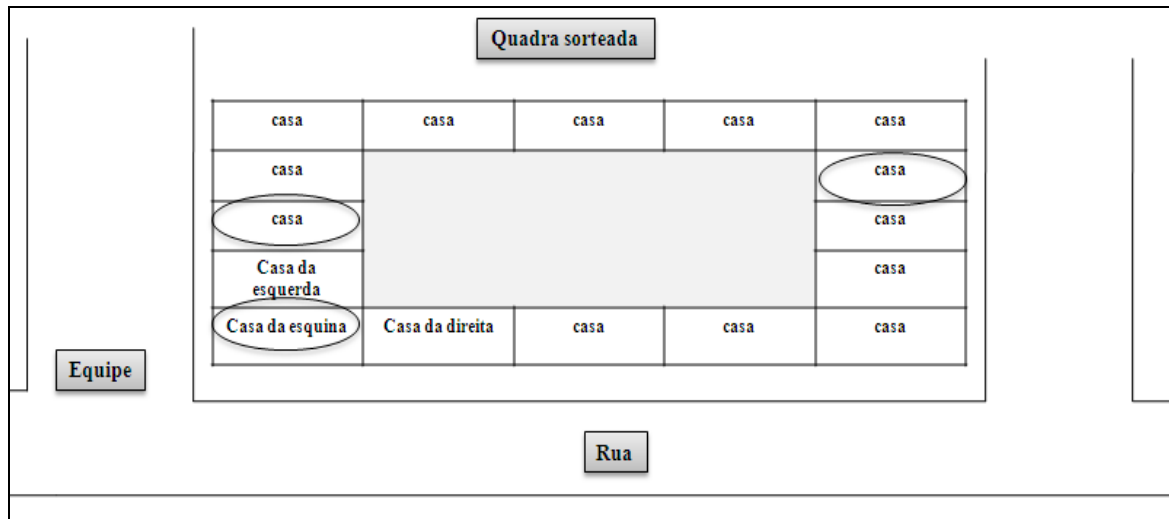 Quadra sorteada
casa casa casa casa casa
casa casa
casa casa
Casa da
esquerda
casa
Casa da esquina Casa da direita casa casa casa
Equipe
Rua